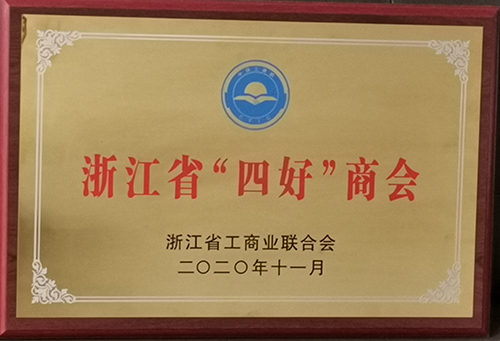 浙江省“四好”商会
浙江省工商业联合会
二〇二〇年十一月